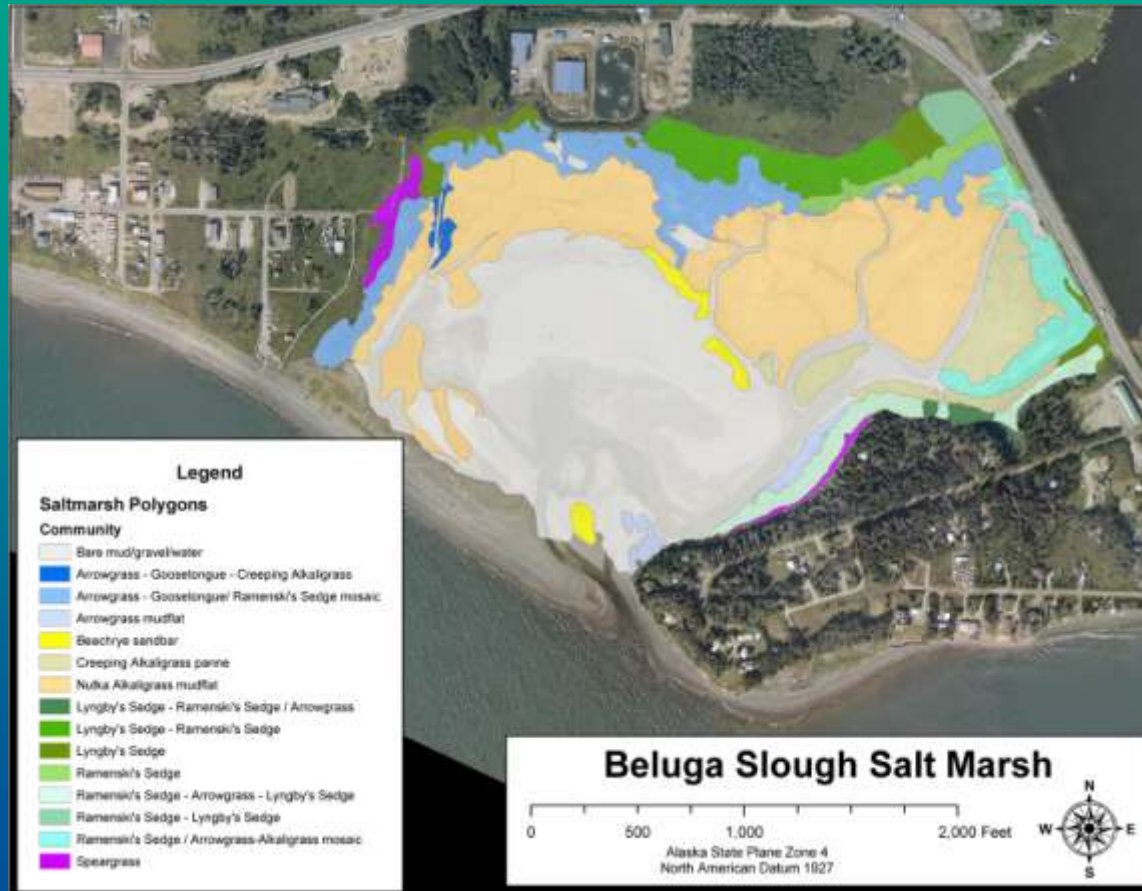 Legend
Saltmarsh Polygons
Community
Bare mud/gravel/water
Arrowgrass - Goosetongue - Creeping Alkaligrass
Arrowgrass - Goosetongue/ Ramenski's Sedge mosaic
Arrowgrass mudflat
Beachrye sandbar
Creeping Alkaligrass panne
Nutka Alkaligrass mudflat
Lyngby's Sedge - Ramenski's Sedge / Arrowgrass
Lyngby's Sedge - Ramenski's Sedge
Lyngby's Sedge
Ramenski's Sedge
Ramenski's Sedge - Arrowgrass - Lyngby's Sedge
Ramenski's Sedge - Lyngby's Sedge
Ramenski's Sedge / Arrowgrass-Alkaligrass mosaic
Speargrass
Beluga Slough Salt Marsh
0 500 1,000 2,000 Feet
Alaska State Plane Zone 4
North American Datum 1927
N
W E
S